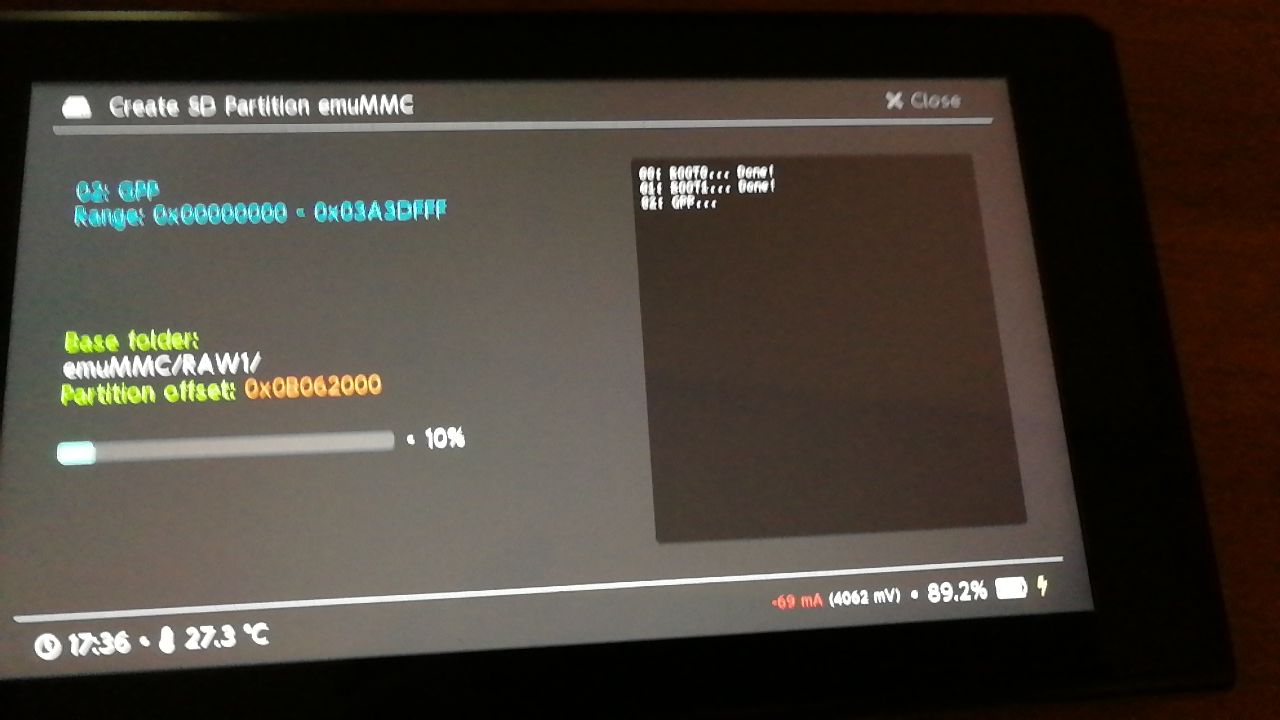 Create SD Partition emuMMC
Close
02: GPP
Range: 0x00000000 - 0x03A3DFFF
00: BOOT0... Done!
01: BOOT1... Done!
02: GPP...
Base folder:
emuMMC/RAW1/
Partition offset: 0x0B062000
10%
-69 mA (4062 mV) • 89.2%
17:36 • 27.3 °C